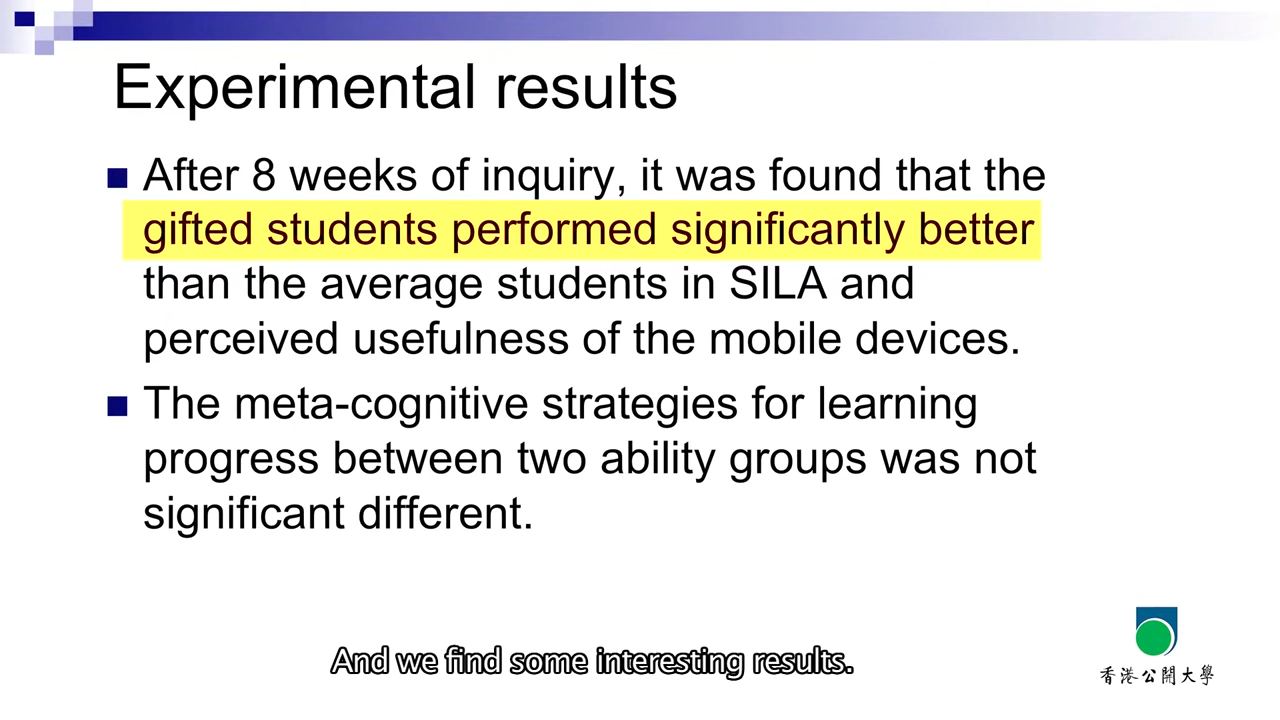 Experimental results
After 8 weeks of inquiry, it was found that the
gifted students performed significantly better
than the average students in SILA and
perceived usefulness of the mobile devices.
The meta-cognitive strategies for learning
progress between two ability groups was not
significant different.
And we find some interesting results.
香港公開大學